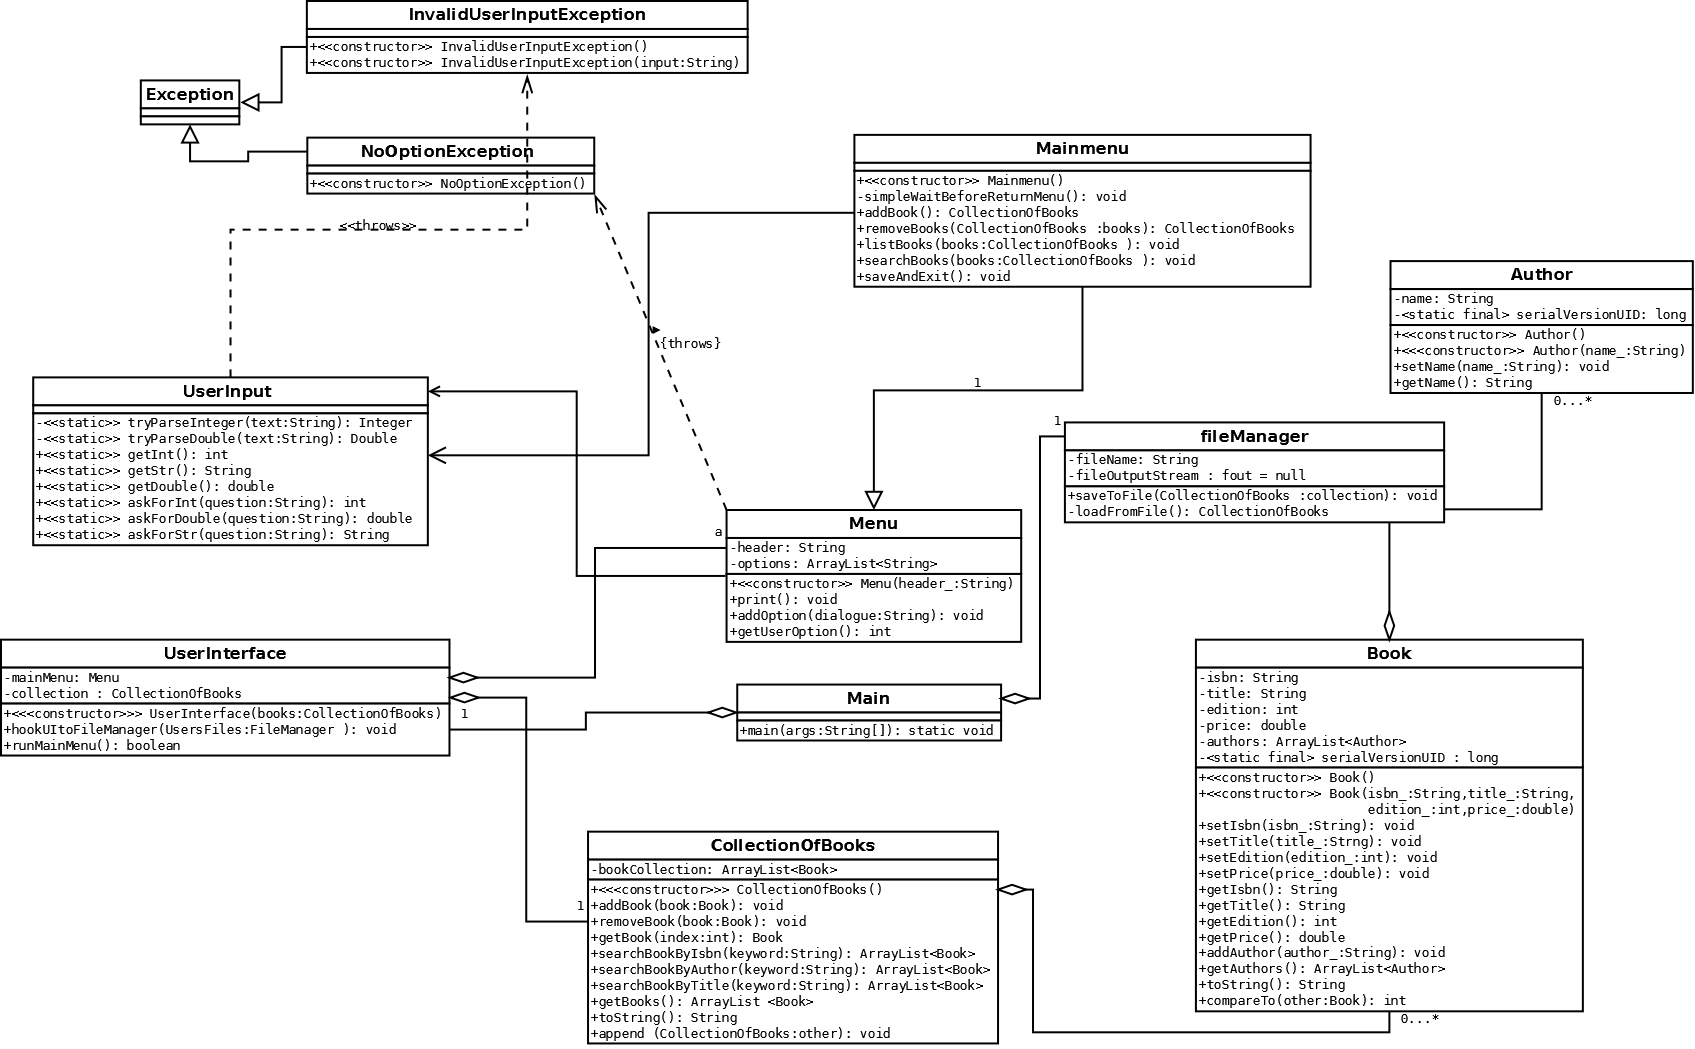 InvalidUserInputException
+<<constructor>> InvalidUserInputException()
+<<constructor>> InvalidUserInputException(input:String)
Exception
NoOptionException
+<<constructor>> NoOptionException()
<<throws>>
Mainmenu
+<<constructor>> Mainmenu()
-simpleWaitBeforeReturnMenu(): void
+addBook(): CollectionOfBooks
+removeBooks(CollectionOfBooks :books): CollectionOfBooks
+listBooks(books:CollectionOfBooks ): void
+searchBooks(books:CollectionOfBooks ): void
+saveAndExit(): void
Author
-name: String
-<static final> serialVersionUID: long
+<<constructor>> Author()
+<<<constructor>> Author(name_:String)
+setName(name_:String): void
+getName(): String
0...*
{throws}
1
UserInput
-<<static>> tryParseInteger(text:String): Integer
-<<static>> tryParseDouble(text:String): Double
+<<static>> getInt(): int
+<<static>> getStr(): String
+<<static>> getDouble(): double
+<<static>> askForInt(question:String): int
+<<static>> askForDouble(question:String): double
+<<static>> askForStr(question:String): String
1
fileManager
-fileName: String
-fileOutputStream : fout = null
+saveToFile(CollectionOfBooks :collection): void
-loadFromFile(): CollectionOfBooks
a
Menu
-header: String
-options: ArrayList<String>
+<<constructor>> Menu(header_:String)
+print(): void
+addOption(dialogue:String): void
+getUserOption(): int
UserInterface
-mainMenu: Menu
-collection : CollectionOfBooks
+<<<constructor>>> UserInterface(books:CollectionOfBooks)
+hookUItoFileManager(UsersFiles:FileManager ): void
+runMainMenu(): boolean
1
Main
+main(args:String[]): static void
Book
-isbn: String
-title: String
-edition: int
-price: double
-authors: ArrayList<Author>
-<static final> serialVersionUID : long
+<<constructor>> Book()
+<<constructor>> Book(isbn_:String,title_:String,
edition_:int,price_:double)
+setIsbn(isbn_:String): void
+setTitle(title_:Strng): void
+setEdition(edition_:int): void
+setPrice(price_:double): void
+getIsbn(): String
+getTitle(): String
+getEdition(): int
+getPrice(): double
+addAuthor(author_:String): void
+getAuthors(): ArrayList<Author>
+toString(): String
+compareTo(other:Book): int
0...*
CollectionOfBooks
-bookCollection: ArrayList<Book>
+<<<constructor>>> CollectionOfBooks()
+addBook(book:Book): void
+removeBook(book:Book): void
+getBook(index:int): Book
+searchBookByIsbn(keyword:String): ArrayList<Book>
+searchBookByAuthor(keyword:String): ArrayList<Book>
+searchBookByTitle(keyword:String): ArrayList<Book>
+getBooks(): ArrayList <Book>
+toString(): String
+append (CollectionOfBooks:other): void
1